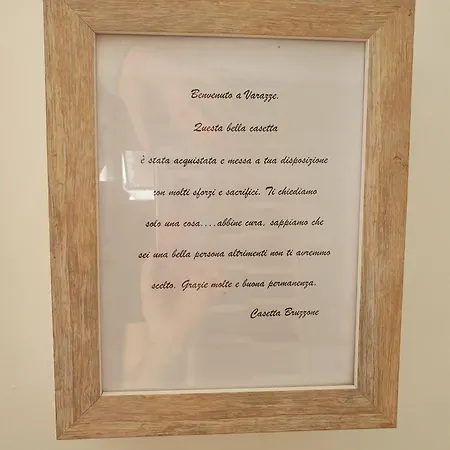 Benvenuto a Varazze.
Questa bella casetta
è stata acquistata e messa a tua disposizione
con molti sforzi e sacrifici. Ti chiediamo
solo una cosa....abbine cura, sappiamo che
sei una bella persona altrimenti non ti avremmo
scelto. Grazie molte e buona permanenza.
Casetta Bruzzone